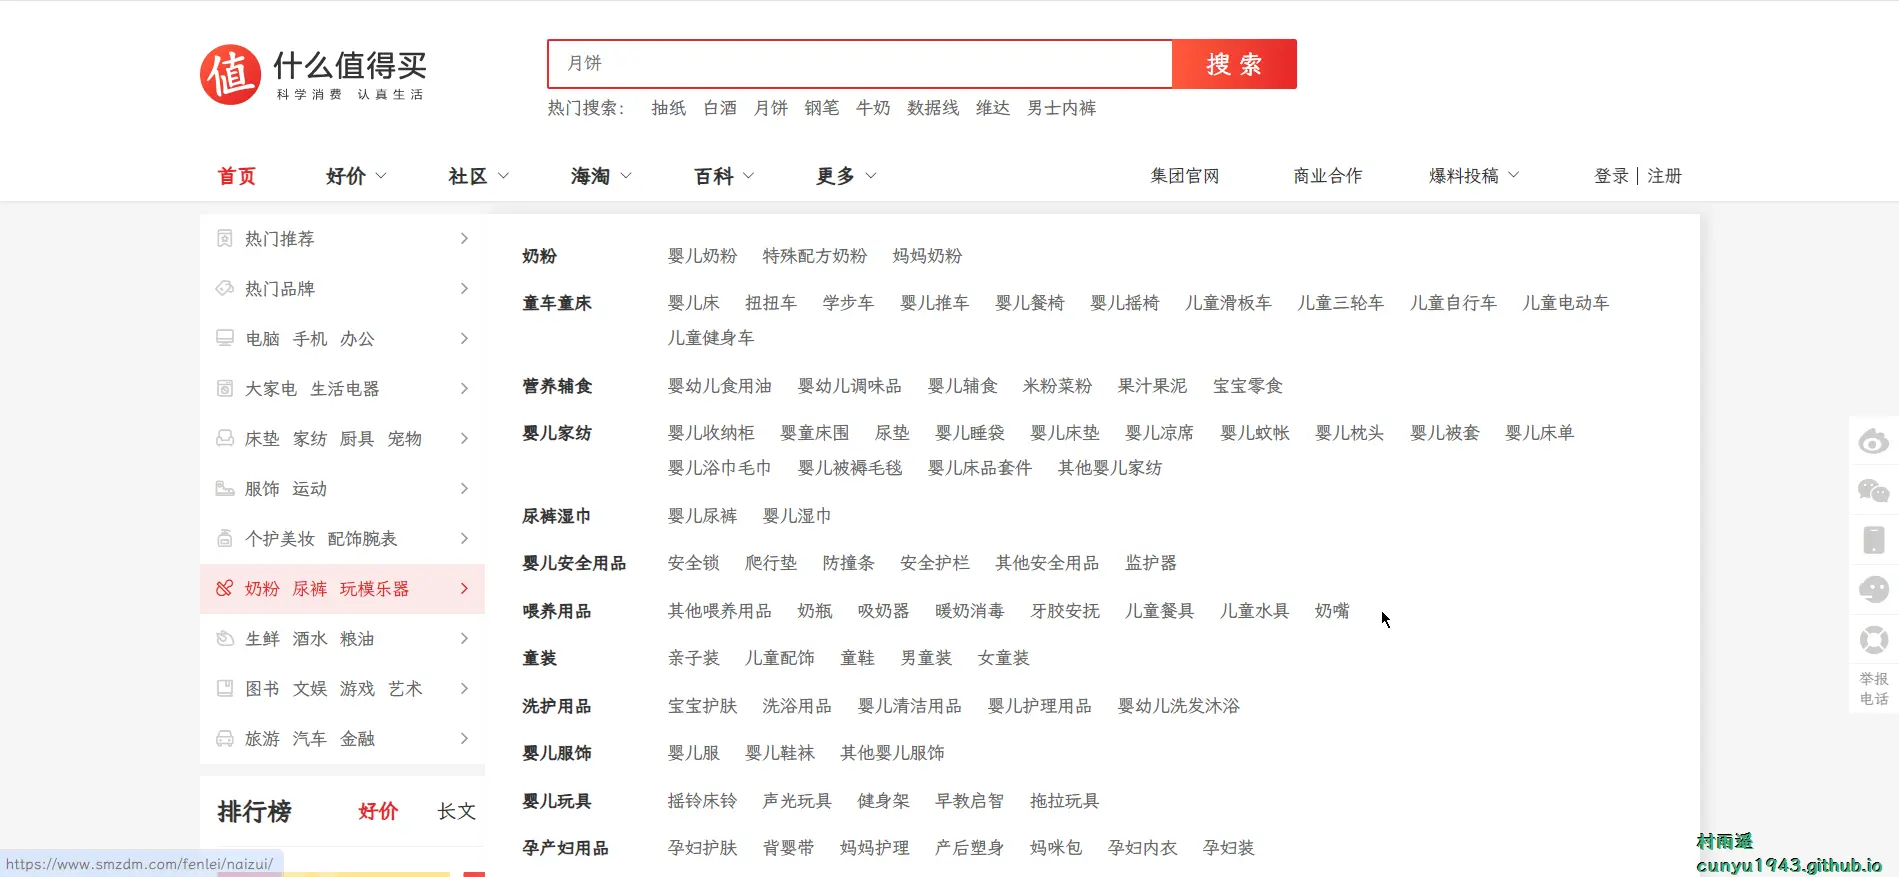 值 什么值得买
科学消费 认真生活
月饼 搜索
热门搜索： 抽纸 白酒 月饼 钢笔 牛奶 数据线 维达 男士内裤
首页 好价 社区 海淘 百科 更多 集团官网 商业合作 爆料投稿 登录 | 注册
热门推荐
热门品牌
电脑 手机 办公
大家电 生活电器
床垫 家纺 厨具 宠物
服饰 运动
个护美妆 配饰腕表
奶粉 尿裤 玩模乐器
生鲜 酒水 粮油
图书 文娱 游戏 艺术
旅游 汽车 金融
排行榜 好价 长文
奶粉 婴儿奶粉 特殊配方奶粉 妈妈奶粉
童车童床 婴儿床 扭扭车 学步车 婴儿推车 婴儿餐椅 婴儿摇椅 儿童滑板车 儿童三轮车 儿童自行车 儿童电动车
儿童健身车
营养辅食 婴幼儿食用油 婴幼儿调味品 婴儿辅食 米粉菜粉 果汁果泥 宝宝零食
婴儿家纺 婴儿收纳柜 婴童床围 尿垫 婴儿睡袋 婴儿床垫 婴儿凉席 婴儿蚊帐 婴儿枕头 婴儿被套 婴儿床单
婴儿浴巾毛巾 婴儿被褥毛毯 婴儿床品套件 其他婴儿家纺
尿裤湿巾 婴儿尿裤 婴儿湿巾
婴儿安全用品 安全锁 爬行垫 防撞条 安全护栏 其他安全用品 监护器
喂养用品 其他喂养用品 奶瓶 吸奶器 暖奶消毒 牙胶安抚 儿童餐具 儿童水具 奶嘴
童装 亲子装 儿童配饰 童鞋 男童装 女童装
洗护用品 宝宝护肤 洗浴用品 婴儿清洁用品 婴儿护理用品 婴幼儿洗发沐浴
婴儿服饰 婴儿服 婴儿鞋袜 其他婴儿服饰
婴儿玩具 摇铃床铃 声光玩具 健身架 早教启智 拖拉玩具
孕产妇用品 孕妇护肤 背婴带 妈妈护理 产后塑身 妈咪包 孕妇内衣 孕妇装
举报
电话
https://www.smzdm.com/fenlei/naizui/
村雨遥
cunyu1943.github.io